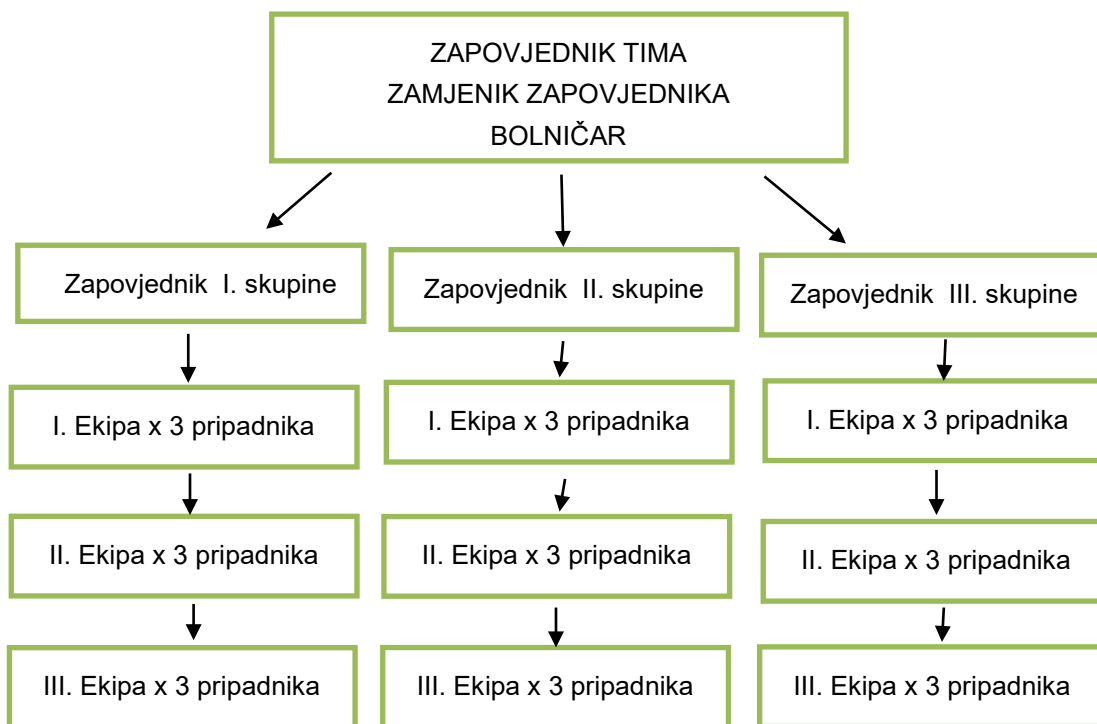 ZAPOVJEDNIK TIMA
ZAMJENIK ZAPOVJEDNIKA
BOLNIČAR
Zapovjednik I. skupine
Zapovjednik II. skupine
Zapovjednik III. skupine
I. Ekipa x 3 pripadnika
I. Ekipa x 3 pripadnika
I. Ekipa x 3 pripadnika
II. Ekipa x 3 pripadnika
II. Ekipa x 3 pripadnika
II. Ekipa x 3 pripadnika
III. Ekipa x 3 pripadnika
III. Ekipa x 3 pripadnika
III. Ekipa x 3 pripadnika